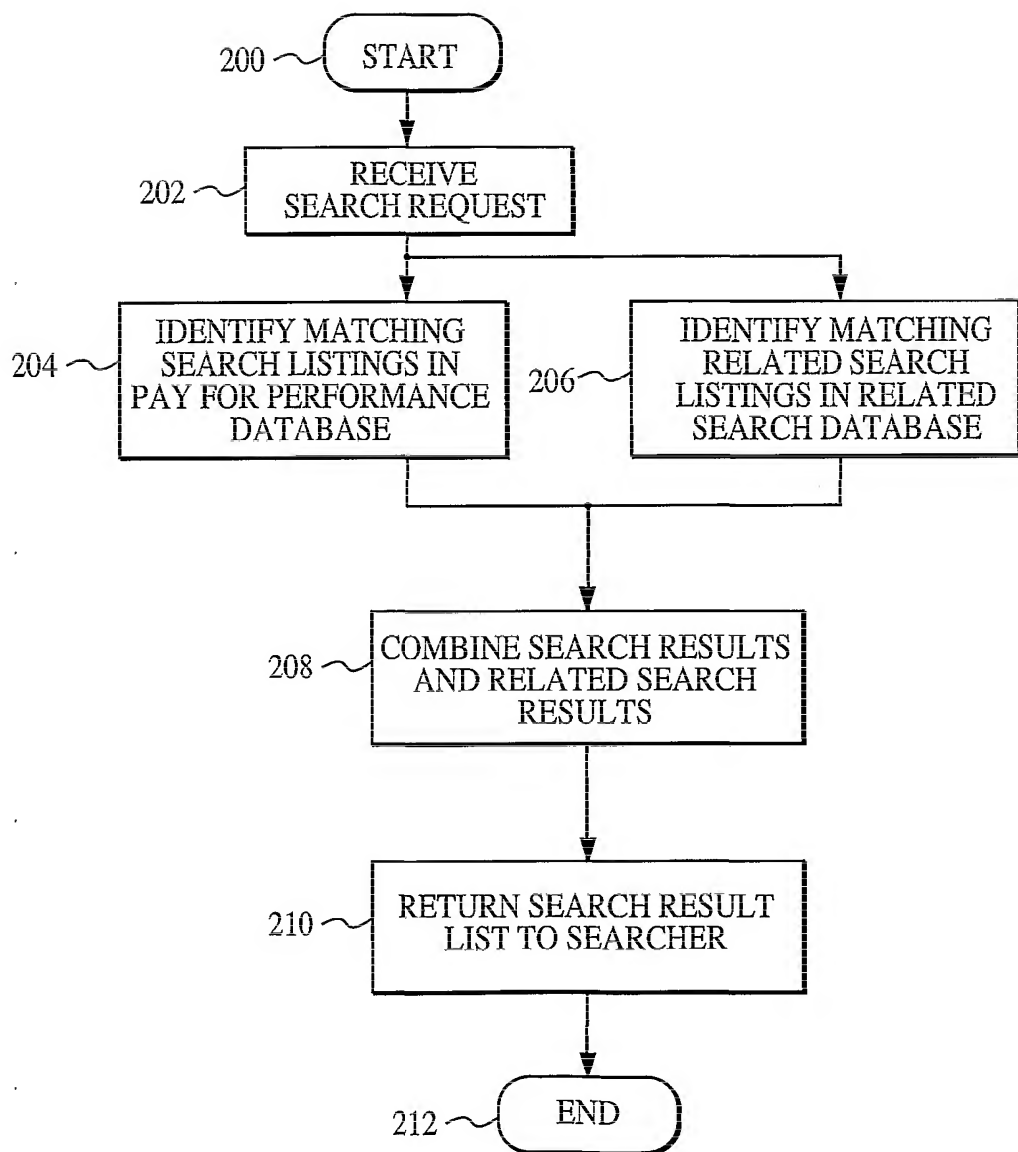 200
START
202
RECEIVE
SEARCH REQUEST
204
IDENTIFY MATCHING
SEARCH LISTINGS IN
PAY FOR PERFORMANCE
DATABASE
206
IDENTIFY MATCHING
RELATED SEARCH
LISTINGS IN RELATED
SEARCH DATABASE
208
COMBINE SEARCH RESULTS
AND RELATED SEARCH
RESULTS
210
RETURN SEARCH RESULT
LIST TO SEARCHER
212
END